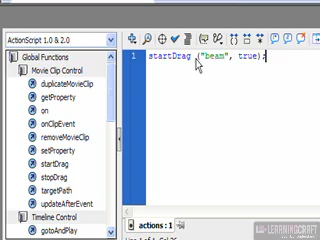 ActionScript 1.0 & 2.0
1 startDrag ("beam", true);
Global Functions
Movie Clip Control
duplicateMovieClip
getProperty
on
onClipEvent
removeMovieClip
setProperty
startDrag
stopDrag
targetPath
updateAfterEvent
Timeline Control
gotoAndPlay
actions : 1
LEARNINGCRAFT